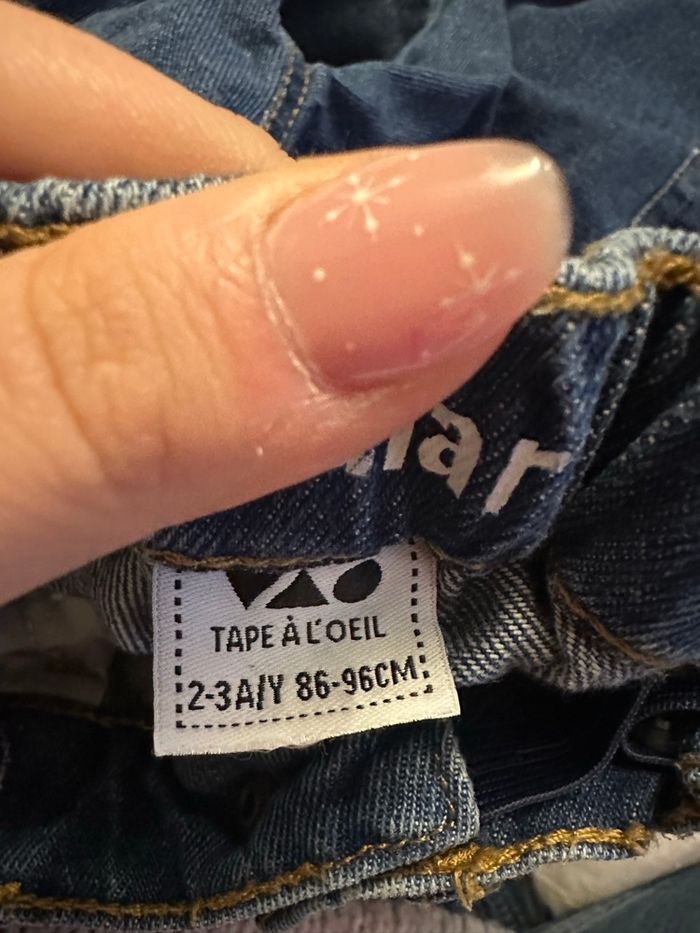 TAPE À L'OEIL
2-3A/Y 86-96CM